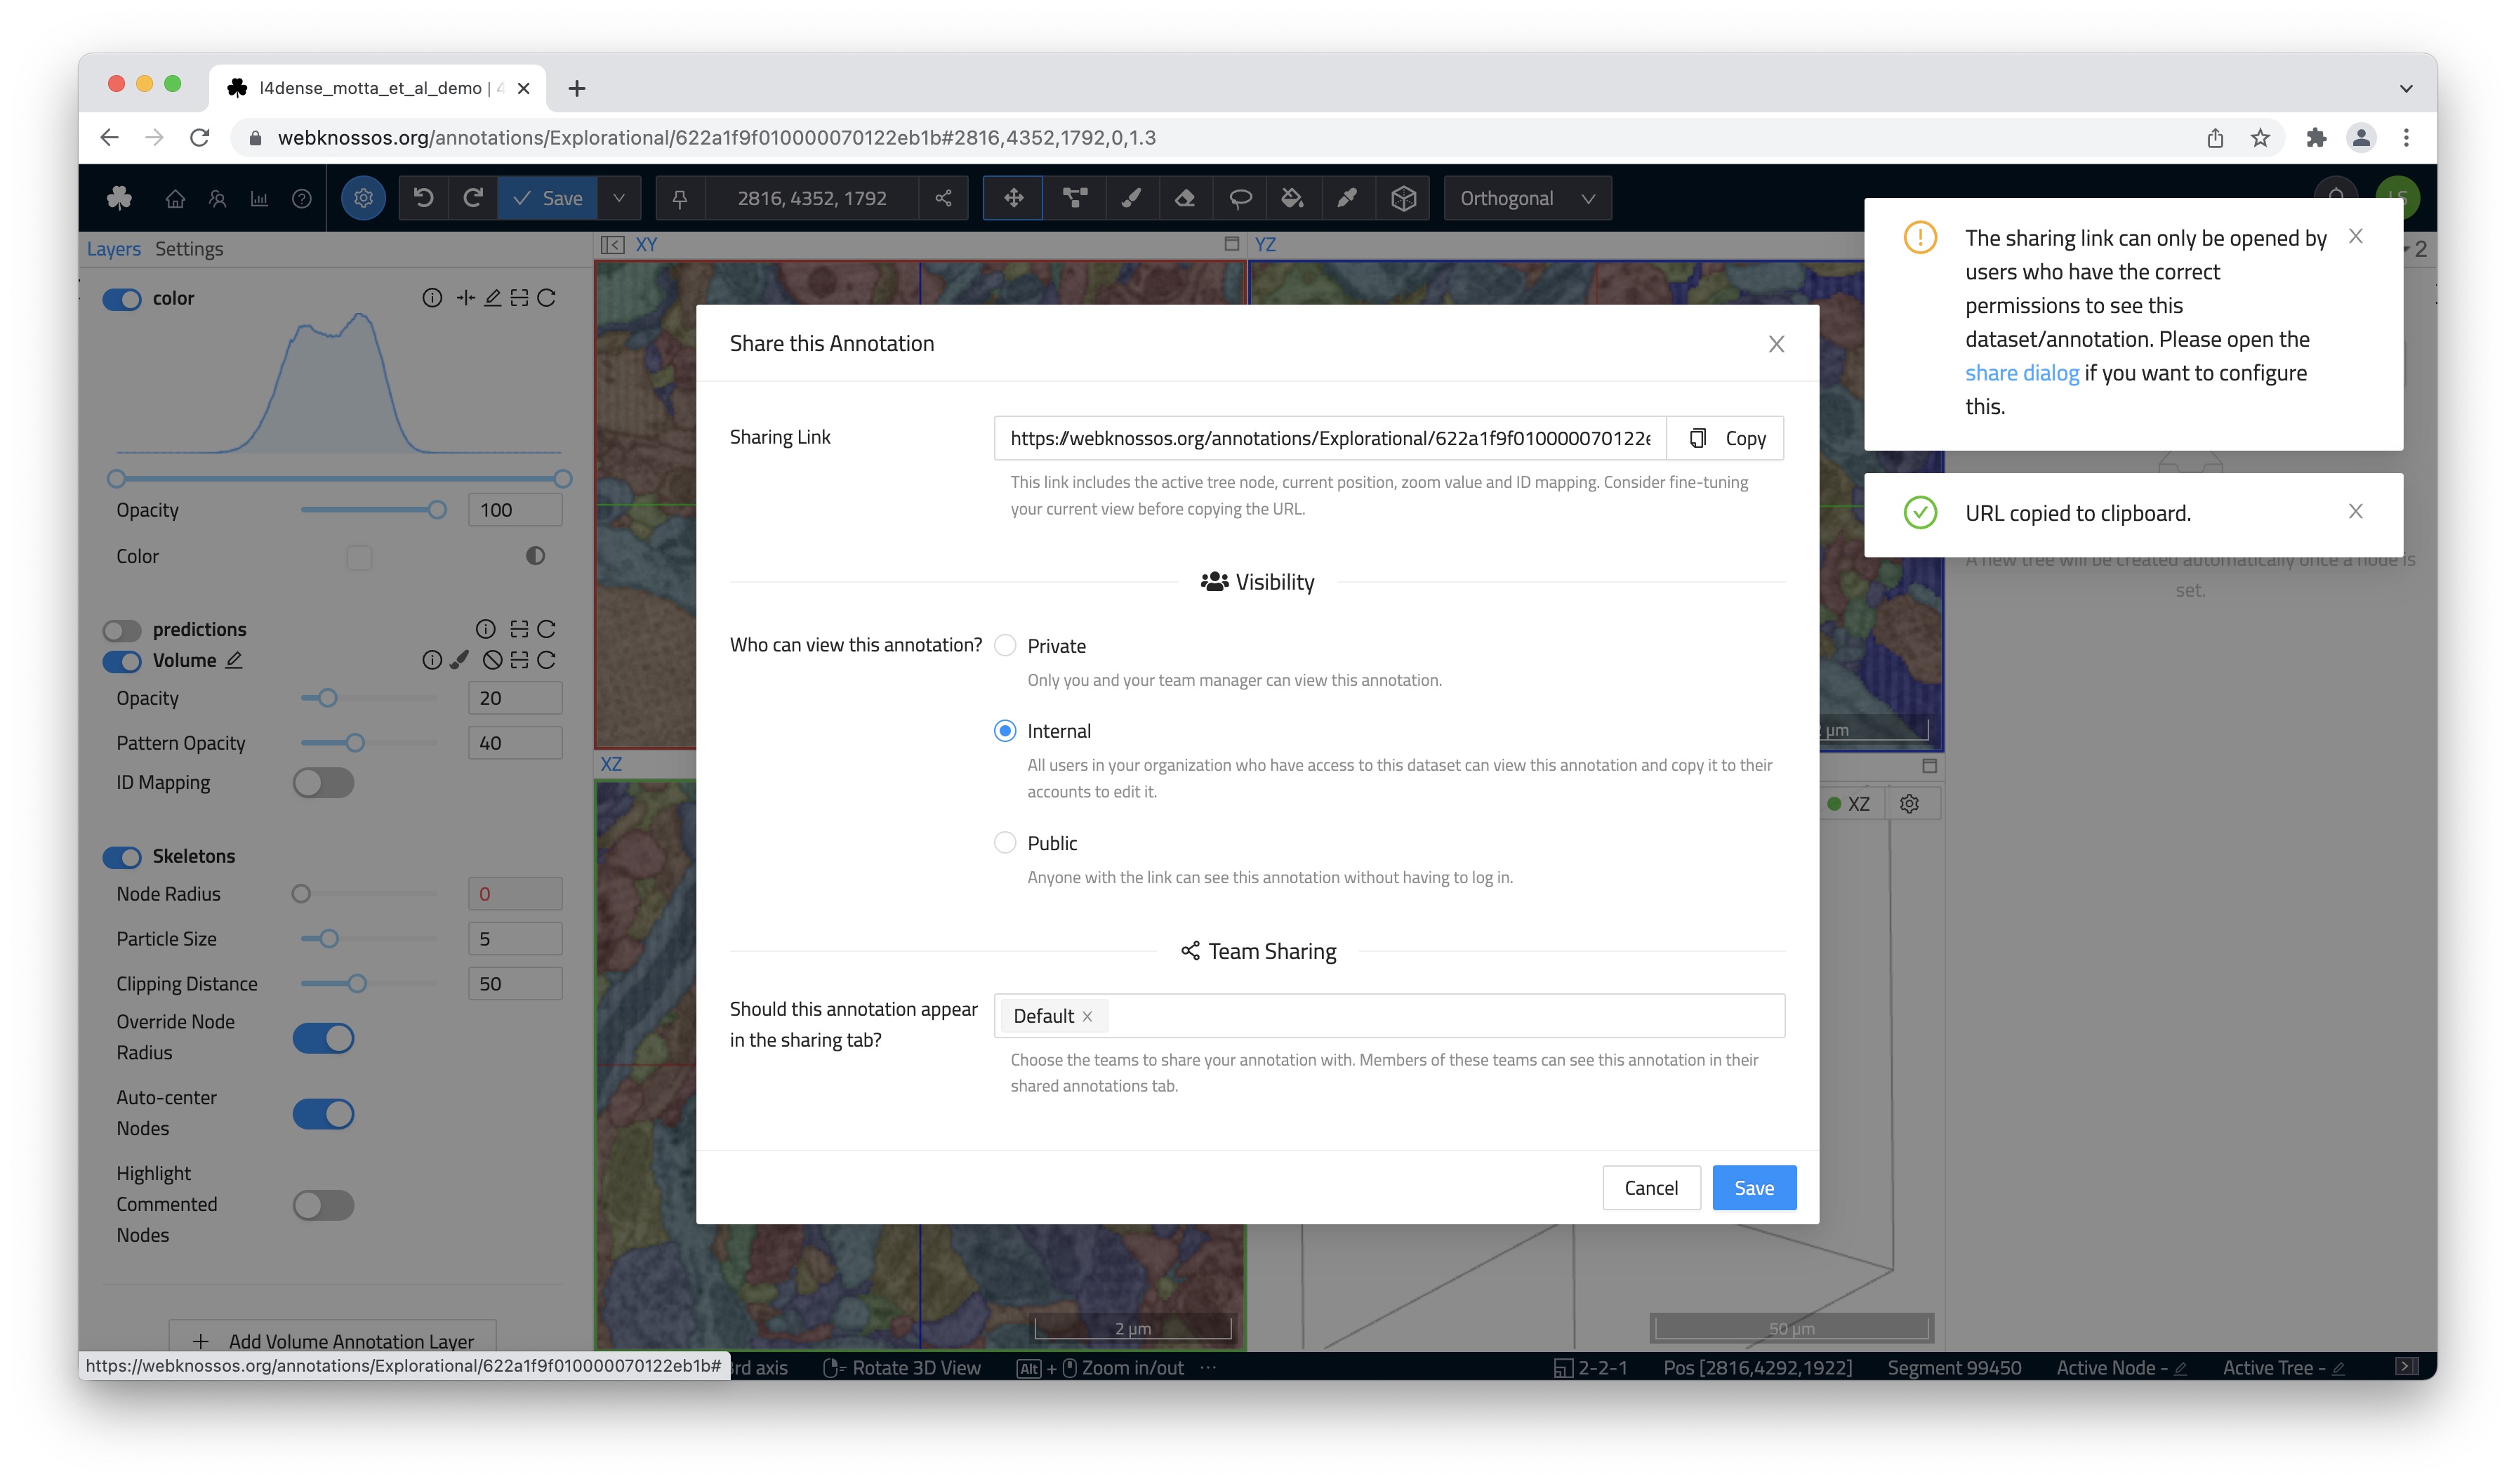 l4dense_motta_et_al_demo | 4
webknossos.org/annotations/Explorational/622a1f9f010000070122eb1b#2816,4352,1792,0,1.3
Save
2816, 4352, 1792
Orthogonal
LS
Layers
Settings
XY
YZ
2
color
Opacity
100
Color
predictions
Volume
Opacity
20
Pattern Opacity
40
ID Mapping
Skeletons
Node Radius
0
Particle Size
5
Clipping Distance
50
Override Node
Radius
Auto-center
Nodes
Highlight
Commented
Nodes
Add Volume Annotation Layer
XZ
Share this Annotation
Sharing Link
https://webknossos.org/annotations/Explorational/622a1f9f010000070122e
Copy
This link includes the active tree node, current position, zoom value and ID mapping. Consider fine-tuning
your current view before copying the URL.
Visibility
Who can view this annotation?
Private
Only you and your team manager can view this annotation.
Internal
All users in your organization who have access to this dataset can view this annotation and copy it to their
accounts to edit it.
Public
Anyone with the link can see this annotation without having to log in.
Team Sharing
Should this annotation appear
in the sharing tab?
Default
Choose the teams to share your annotation with. Members of these teams can see this annotation in their
shared annotations tab.
Cancel
Save
The sharing link can only be opened by
users who have the correct
permissions to see this
dataset/annotation. Please open the
share dialog if you want to configure
this.
URL copied to clipboard.
A new tree will be created automatically once a node is
set.
µm
XZ
2 µm
50 µm
https://webknossos.org/annotations/Explorational/622a1f9f010000070122eb1b#
3rd axis
Rotate 3D View
Alt + Zoom in/out
2-2-1
Pos [2816,4292,1922]
Segment 99450
Active Node -
Active Tree -